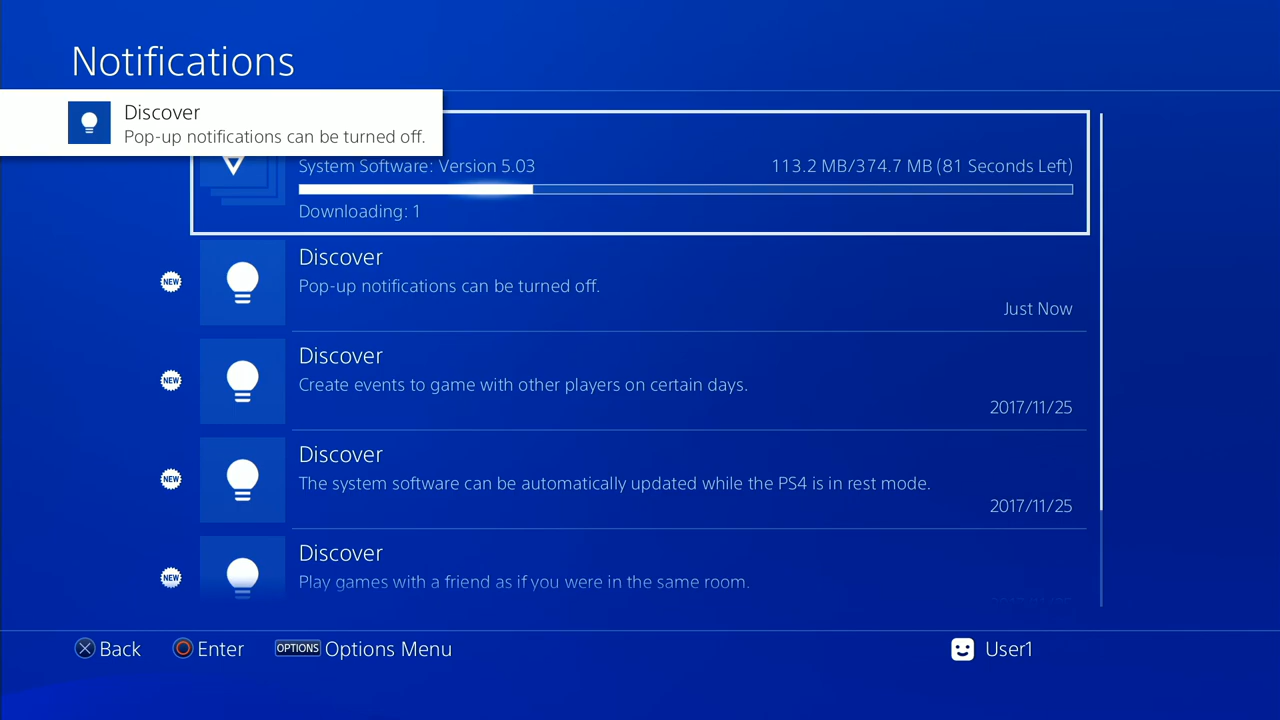 Notifications
Discover
Pop-up notifications can be turned off.
System Software: Version 5.03
113.2 MB/374.7 MB (81 Seconds Left)
Downloading: 1
NEW
Discover
Pop-up notifications can be turned off.
Just Now
NEW
Discover
Create events to game with other players on certain days.
2017/11/25
NEW
Discover
The system software can be automatically updated while the PS4 is in rest mode.
2017/11/25
NEW
Discover
Play games with a friend as if you were in the same room.
Back
Enter
OPTIONS Options Menu
User1